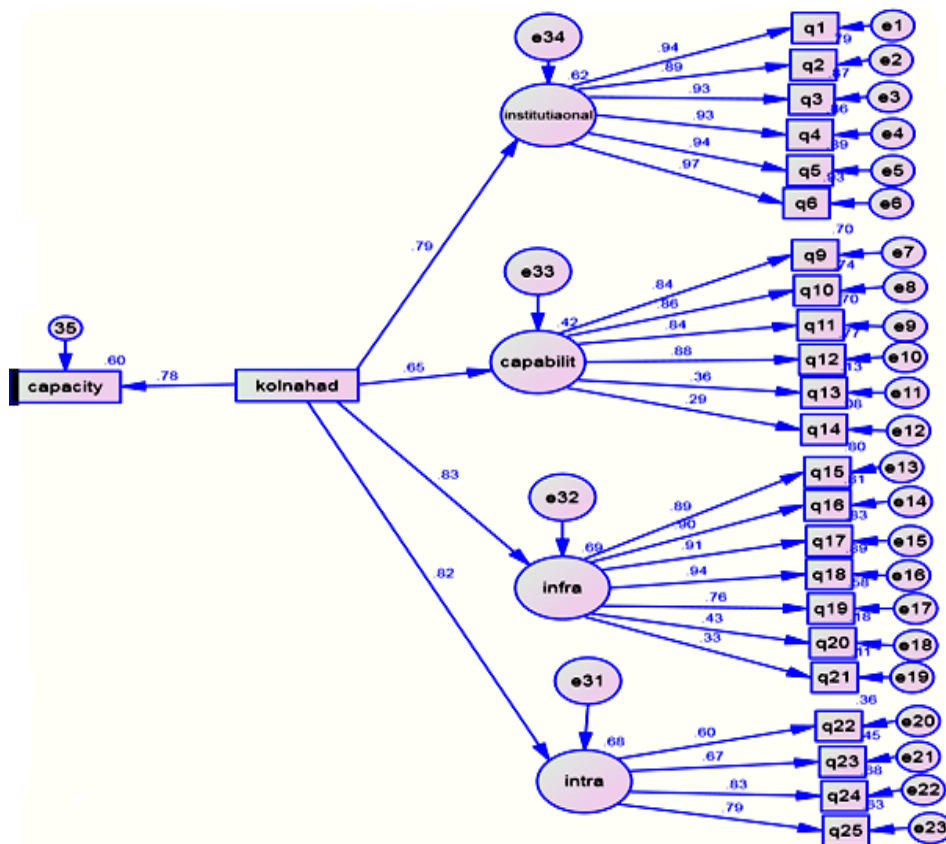 e34
.62
institutiaonal
.94
.89
.93
.93
.94
.97
q1
e1
.79
q2
e2
.87
q3
e3
.86
q4
e4
.89
q5
e5
.93
q6
e6
.79
e33
.42
capabilit
.84
.86
.84
.88
.36
.29
.70
q9
e7
.74
q10
e8
.70
q11
e9
.77
q12
e10
.13
q13
e11
.08
q14
e12
35
.60
capacity
.78
kolnahad
.65
.83
.82
e32
.69
infra
.89
.90
.91
.94
.76
.43
.33
.80
q15
e13
.81
q16
e14
.83
q17
e15
.89
q18
e16
.58
q19
e17
.18
q20
e18
.11
q21
e19
e31
.68
intra
.60
.67
.83
.79
.36
q22
e20
.45
q23
e21
.68
q24
e22
.63
q25
e23